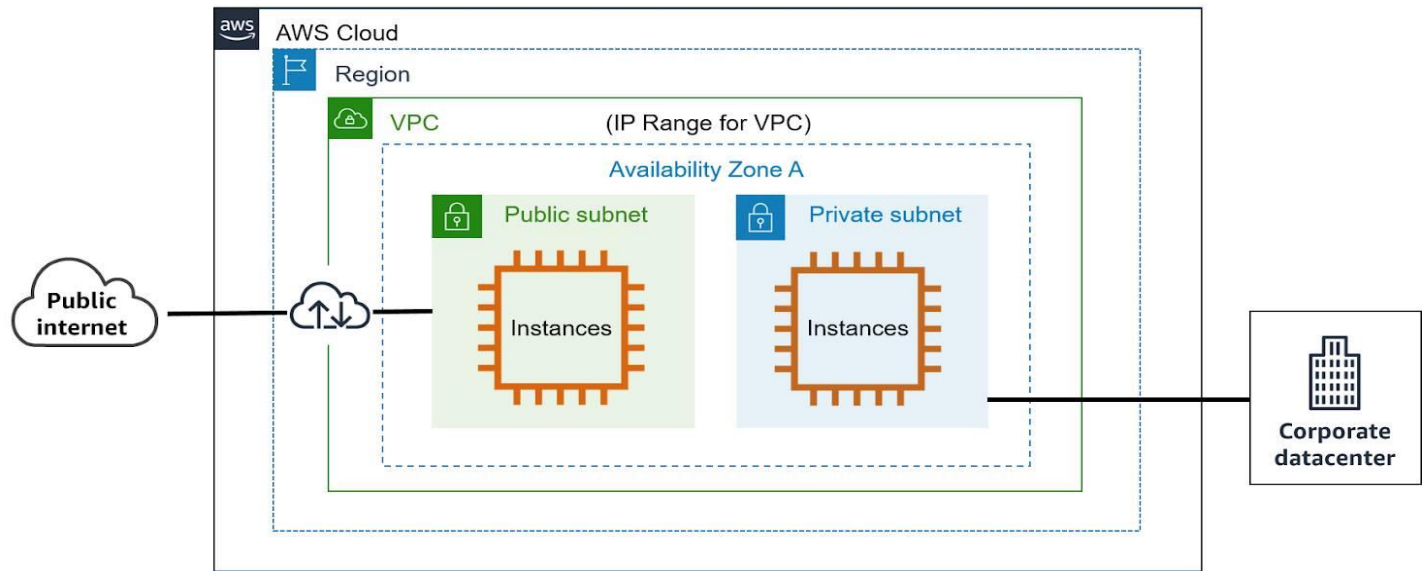 aws
AWS Cloud
Region
VPC
(IP Range for VPC)
Availability Zone A
Public subnet
Private subnet
Instances
Instances
Public
internet
Corporate
datacenter